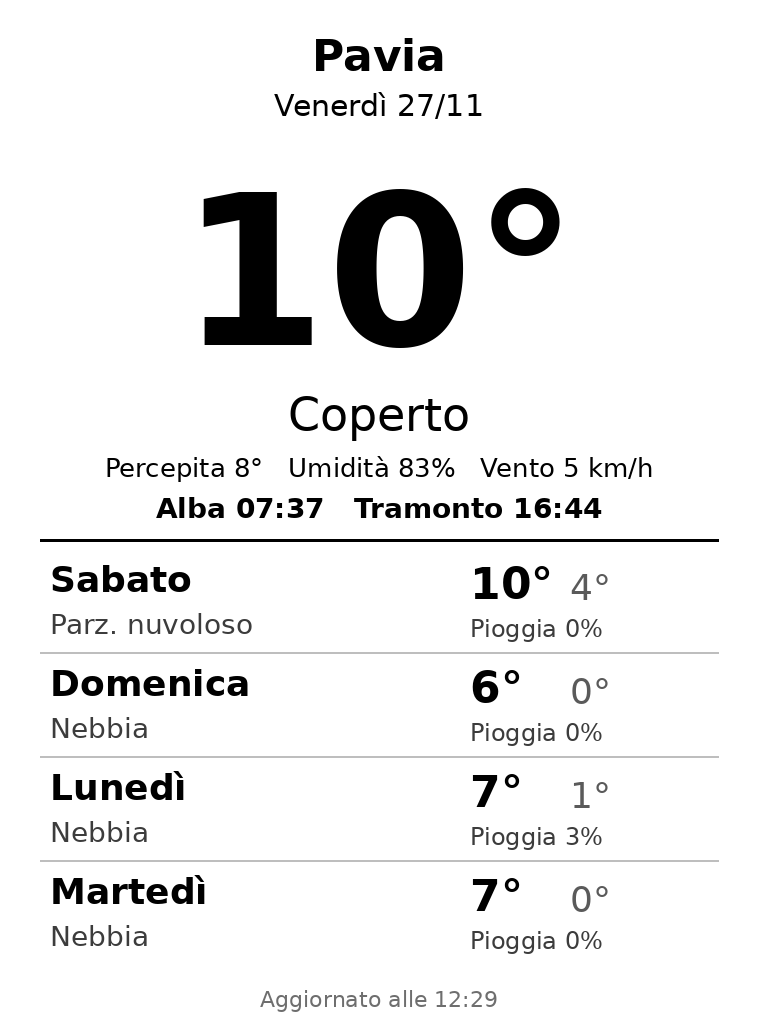 Pavia
Venerdì 27/11
10°
Coperto
Percepita 8° Umidità 83% Vento 5 km/h
Alba 07:37 Tramonto 16:44
Sabato 10° 4°
Parz. nuvoloso Pioggia 0%
Domenica 6° 0°
Nebbia Pioggia 0%
Lunedì 7° 1°
Nebbia Pioggia 3%
Martedì 7° 0°
Nebbia Pioggia 0%
Aggiornato alle 12:29